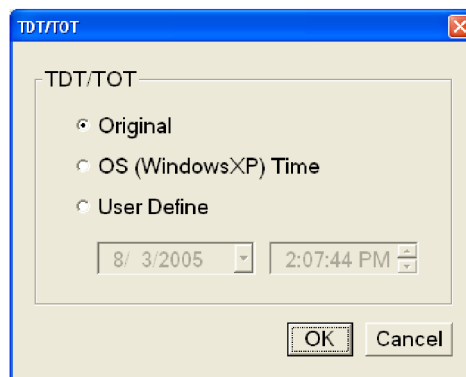 TDT/TOT
TDT/TOT
Original
OS (WindowsXP) Time
User Define
8/ 3/2005 2:07:44 PM
OK Cancel